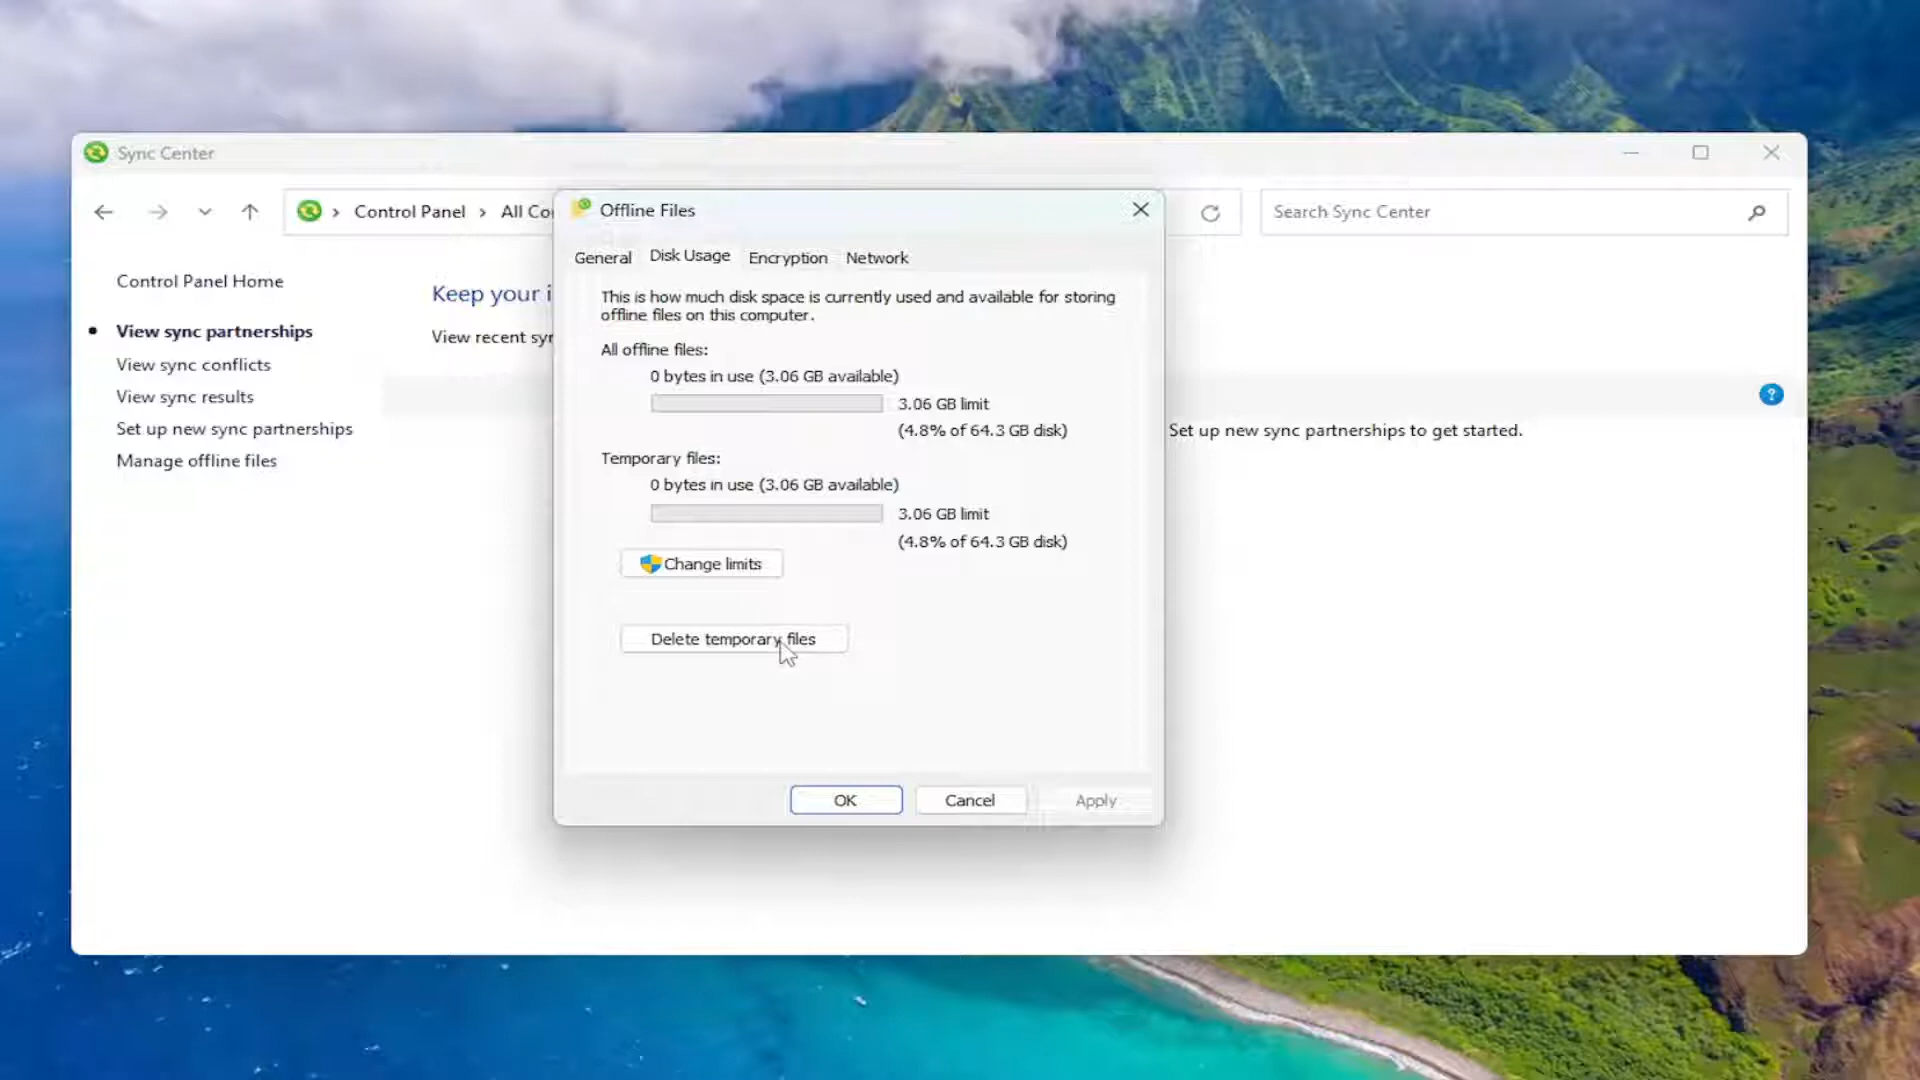 Sync Center
Control Panel
All Co
Search Sync Center
Offline Files
General
Disk Usage
Encryption
Network
Control Panel Home
View sync partnerships
View sync conflicts
View sync results
Set up new sync partnerships
Manage offline files
Keep your i
View recent syn
This is how much disk space is currently used and available for storing
offline files on this computer.
All offline files:
0 bytes in use (3.06 GB available)
3.06 GB limit
(4.8% of 64.3 GB disk)
Temporary files:
0 bytes in use (3.06 GB available)
3.06 GB limit
(4.8% of 64.3 GB disk)
Change limits
Delete temporary files
OK
Cancel
Apply
?
Set up new sync partnerships to get started.